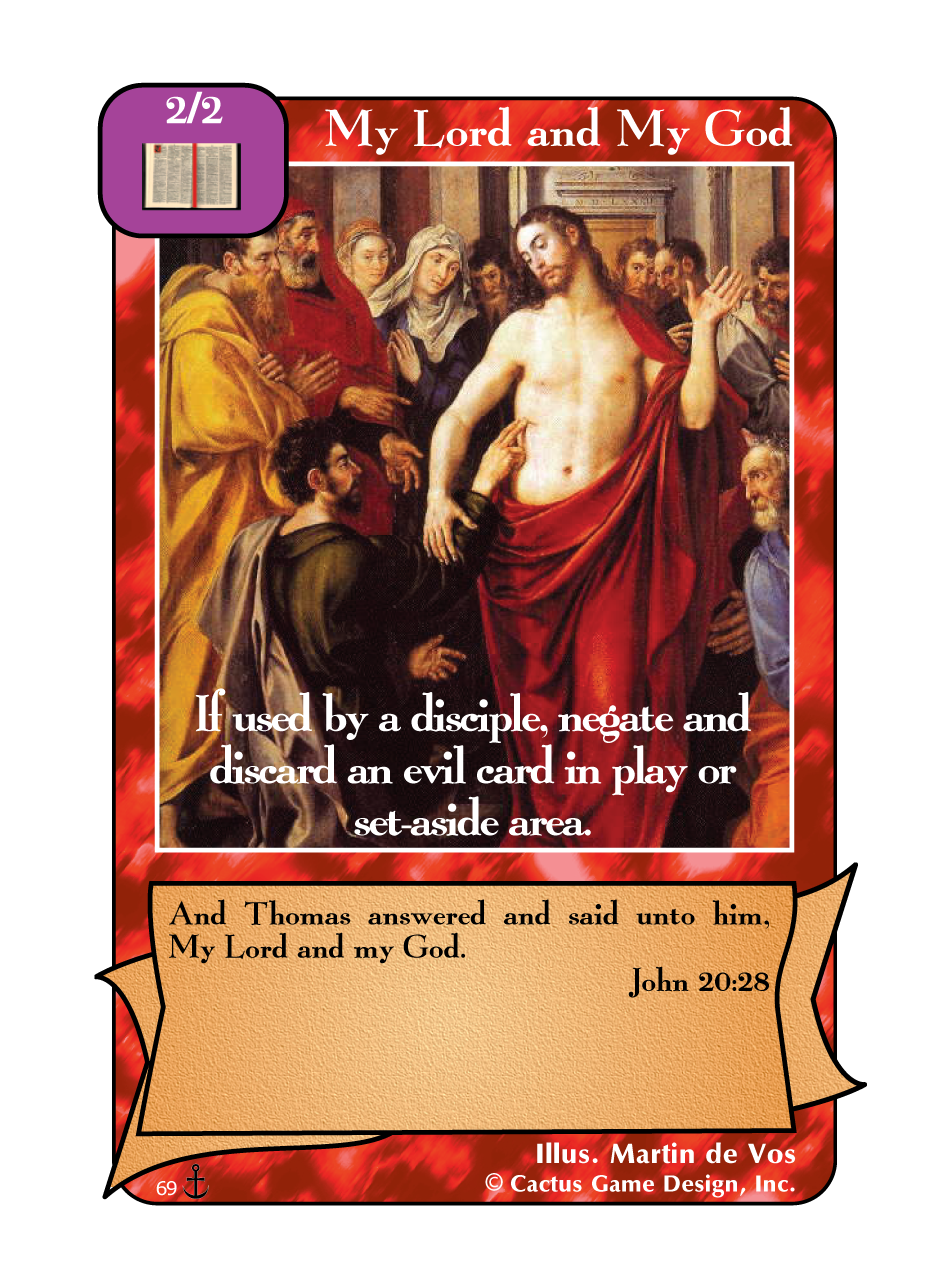 2/2
My Lord and My God
If used by a disciple, negate and
discard an evil card in play or
set-aside area.
And Thomas answered and said unto him,
My Lord and my God.
John 20:28
Illus. Martin de Vos
69
© Cactus Game Design, Inc.